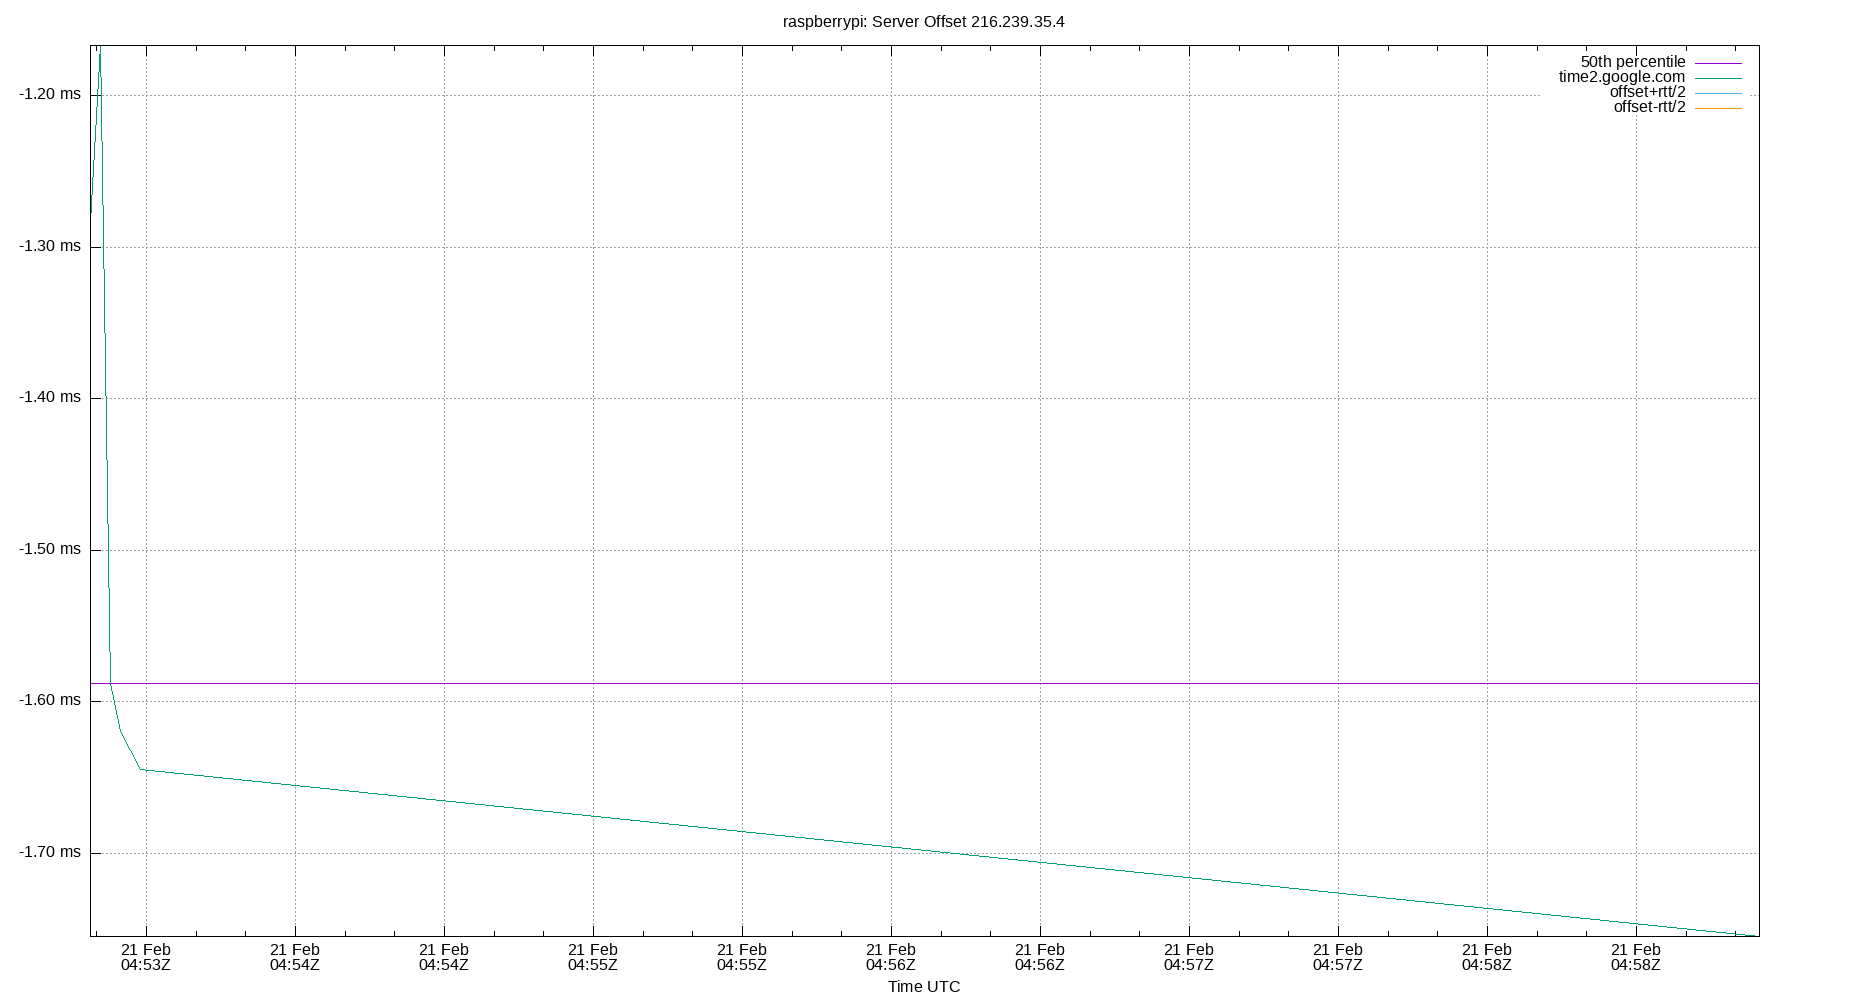 raspberrypi: Server Offset 216.239.35.4
50th percentile
time2.google.com
offset+rtt/2
offset-rtt/2
-1.20 ms
-1.30 ms
-1.40 ms
-1.50 ms
-1.60 ms
-1.70 ms
21 Feb 21 Feb 21 Feb 21 Feb 21 Feb 21 Feb 21 Feb 21 Feb 21 Feb 21 Feb 21 Feb
04:53Z 04:54Z 04:54Z 04:55Z 04:55Z 04:56Z 04:56Z 04:57Z 04:57Z 04:58Z 04:58Z
Time UTC